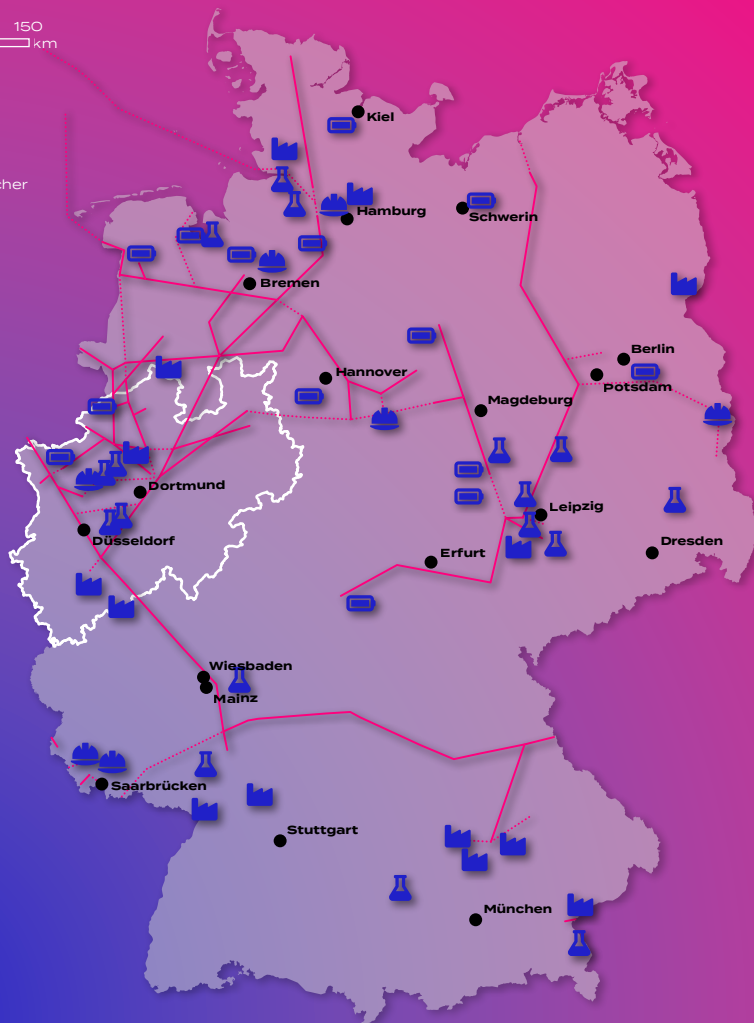 150
km
Kiel
cher
Hamburg
Schwerin
Bremen
Berlin
Hannover
Potsdam
Magdeburg
Dortmund
Leipzig
Düsseldorf
Erfurt
Dresden
Wiesbaden
Mainz
Saarbrücken
Stuttgart
München